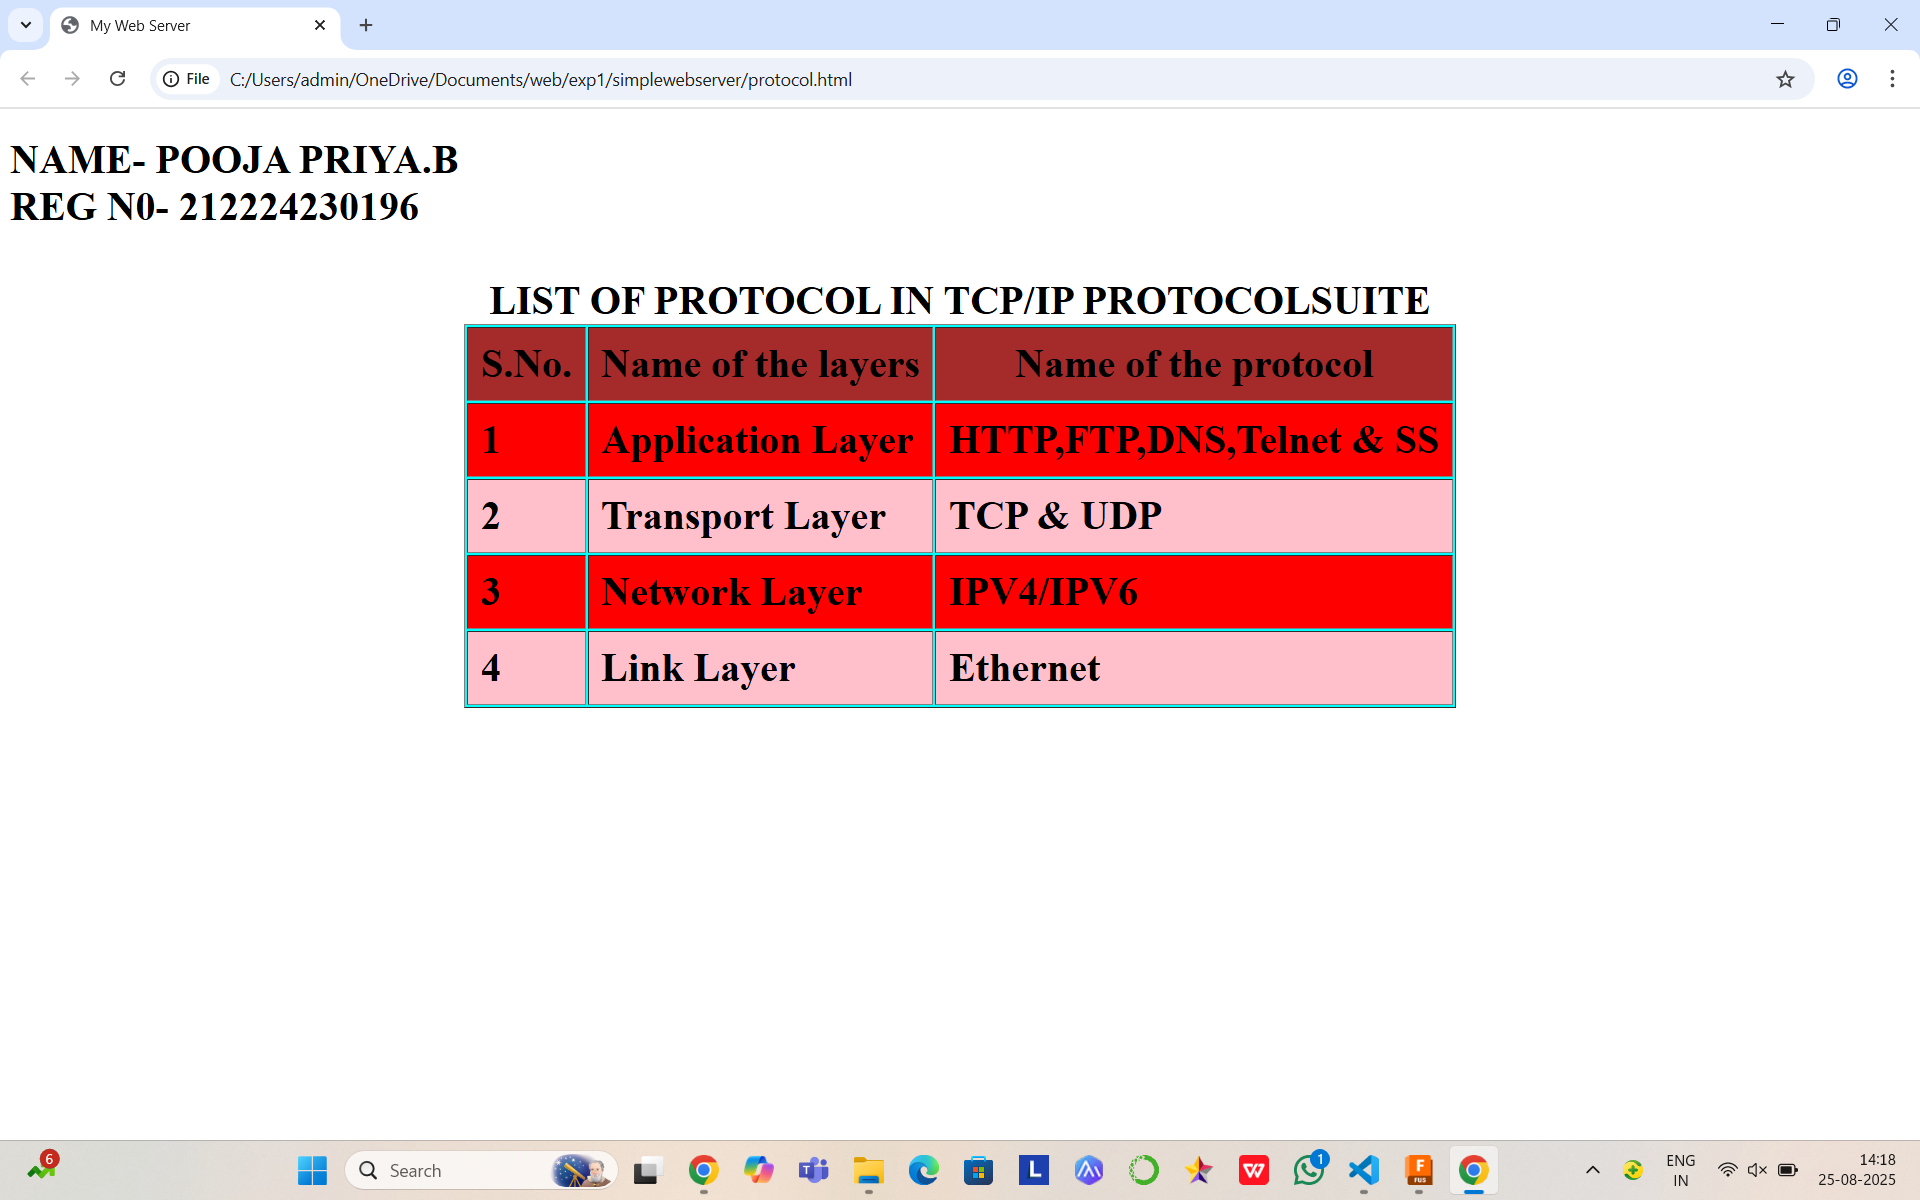 My Web Server
File C:/Users/admin/OneDrive/Documents/web/exp1/simplewebserver/protocol.html
NAME- POOJA PRIYA.B
REG N0- 212224230196
LIST OF PROTOCOL IN TCP/IP PROTOCOLSUITE
S.No. Name of the layers Name of the protocol
1 Application Layer HTTP,FTP,DNS,Telnet & SS
2 Transport Layer TCP & UDP
3 Network Layer IPV4/IPV6
4 Link Layer Ethernet
6
Search
T
L
W
1
F
FUS
ENG
IN
14:18
25-08-2025